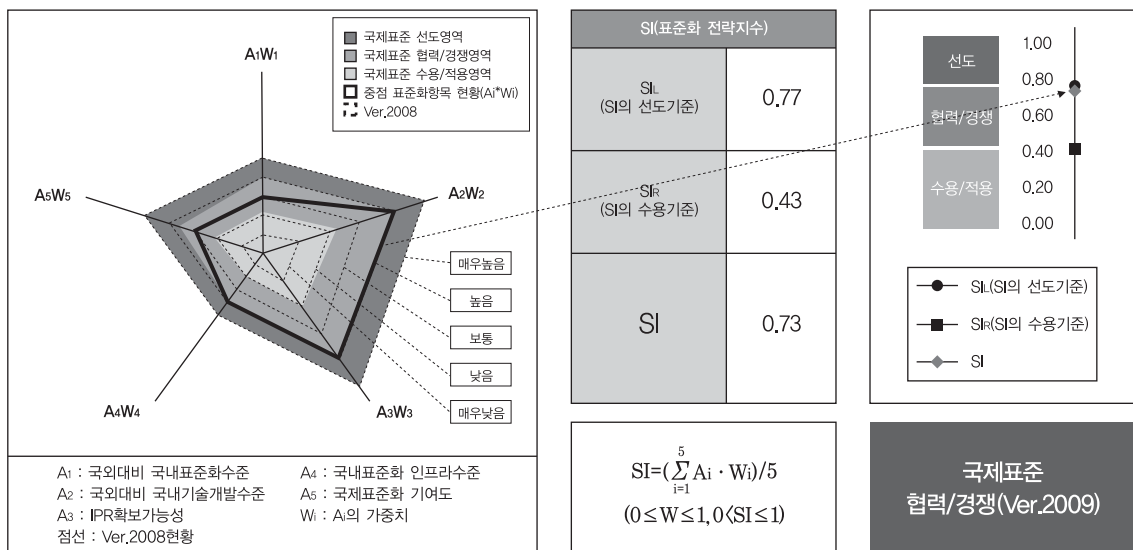 국제표준 선도영역
국제표준 협력/경쟁영역
국제표준 수용/적용영역
중점 표준화항목 현황(Ai*Wi)
Ver.2008
A1W1
A2W2
A3W3
A4W4
A5W5
매우높음
높음
보통
낮음
매우낮음
A1 : 국외대비 국내표준화수준
A2 : 국외대비 국내기술개발수준
A3 : IPR확보가능성
점선 : Ver.2008현황
A4 : 국내표준화 인프라수준
A5 : 국제표준화 기여도
Wi : Ai의 가중치
SI(표준화 전략지수)
SIL
(SI의 선도기준)
0.77
SIR
(SI의 수용기준)
0.43
SI
0.73
SI=(5∑i=1 Ai · Wi)/5
(0≤W≤1, 0<SI≤1)
선도
협력/경쟁
수용/적용
1.00
0.80
0.60
0.40
0.20
0.00
SIL(SI의 선도기준)
SIR(SI의 수용기준)
SI
국제표준
협력/경쟁(Ver.2009)